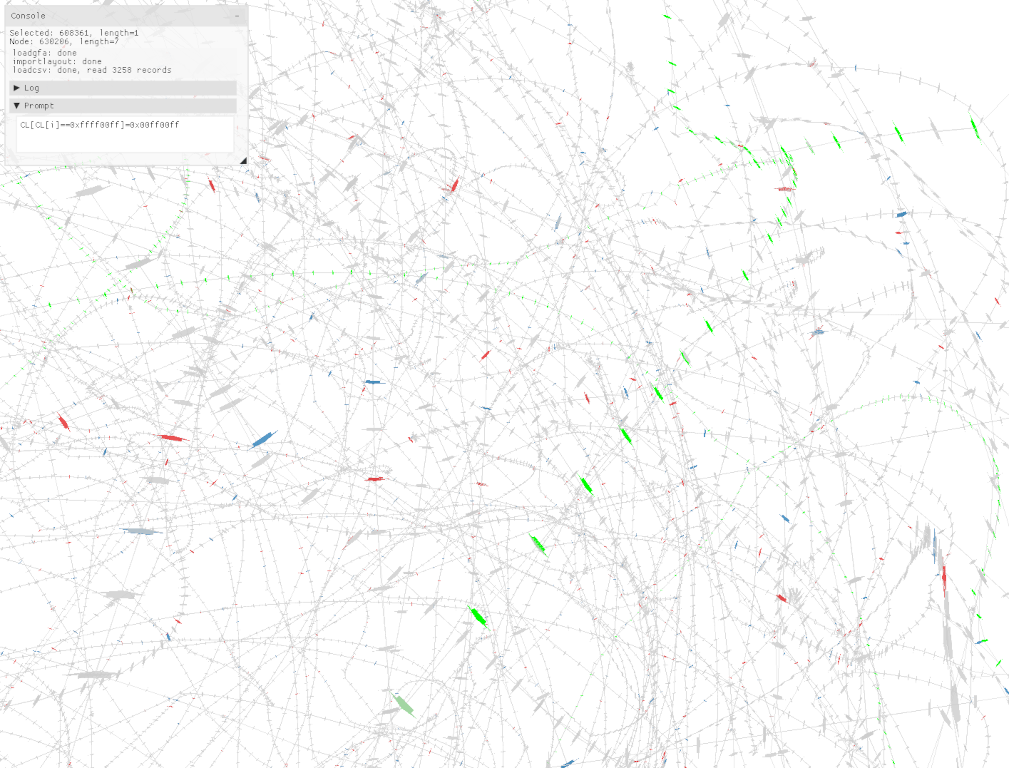 Console
Selected: 608361, length=1
Node: 630206, length=7
loadgfa: done
importlayout: done
loadcsv: done, read 3258 records
Log
Prompt
CL[CL[i]==0xffff00ff]=0x00ff00ff